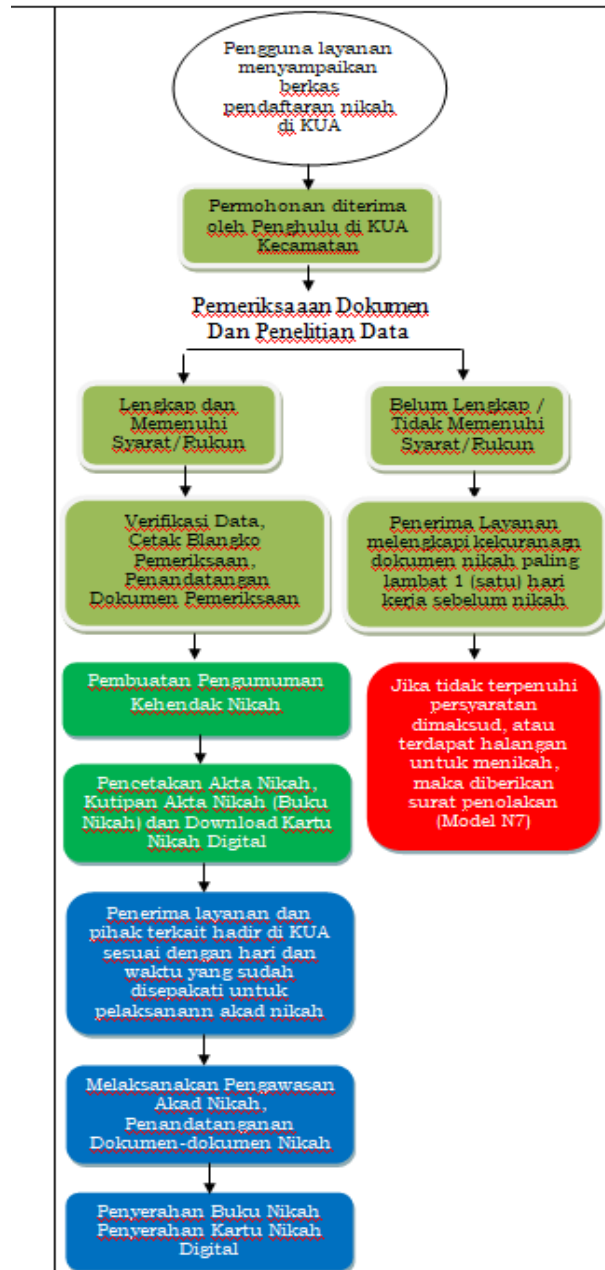 Pengguna layanan
menyampaikan
berkas
pendaftaran nikah
di KUA
Permohonan diterima
oleh Penghulu di KUA
Kecamatan
Pemeriksaaan Dokumen
Dan Penelitian Data
Lengkap dan
Memenuhi
Syarat/Rukun
Belum Lengkap /
Tidak Memenuhi
Syarat/Rukun
Verifikasi Data,
Cetak Blangko
Pemeriksaan,
Penandatangan
Dokumen Pemeriksaan
Penerima Layanan
melengkapi kekuranagn
dokumen nikah paling
lambat 1 (satu) hari
kerja sebelum nikah
Pembuatan Pengumuman
Kehendak Nikah
Jika tidak terpenuhi
persyaratan
dimaksud, atau
terdapat halangan
untuk menikah,
maka diberikan
surat penolakan
(Model N7)
Pencetakan Akta Nikah,
Kutipan Akta Nikah (Buku
Nikah) dan Download Kartu
Nikah Digital
Penerima layanan dan
pihak terkait hadir di KUA
sesuai dengan hari dan
waktu yang sudah
disepakati untuk
pelaksanann akad nikah
Melaksanakan Pengawasan
Akad Nikah,
Penandatanganan
Dokumen-dokumen Nikah
Penyerahan Buku Nikah
Penyerahan Kartu Nikah
Digital